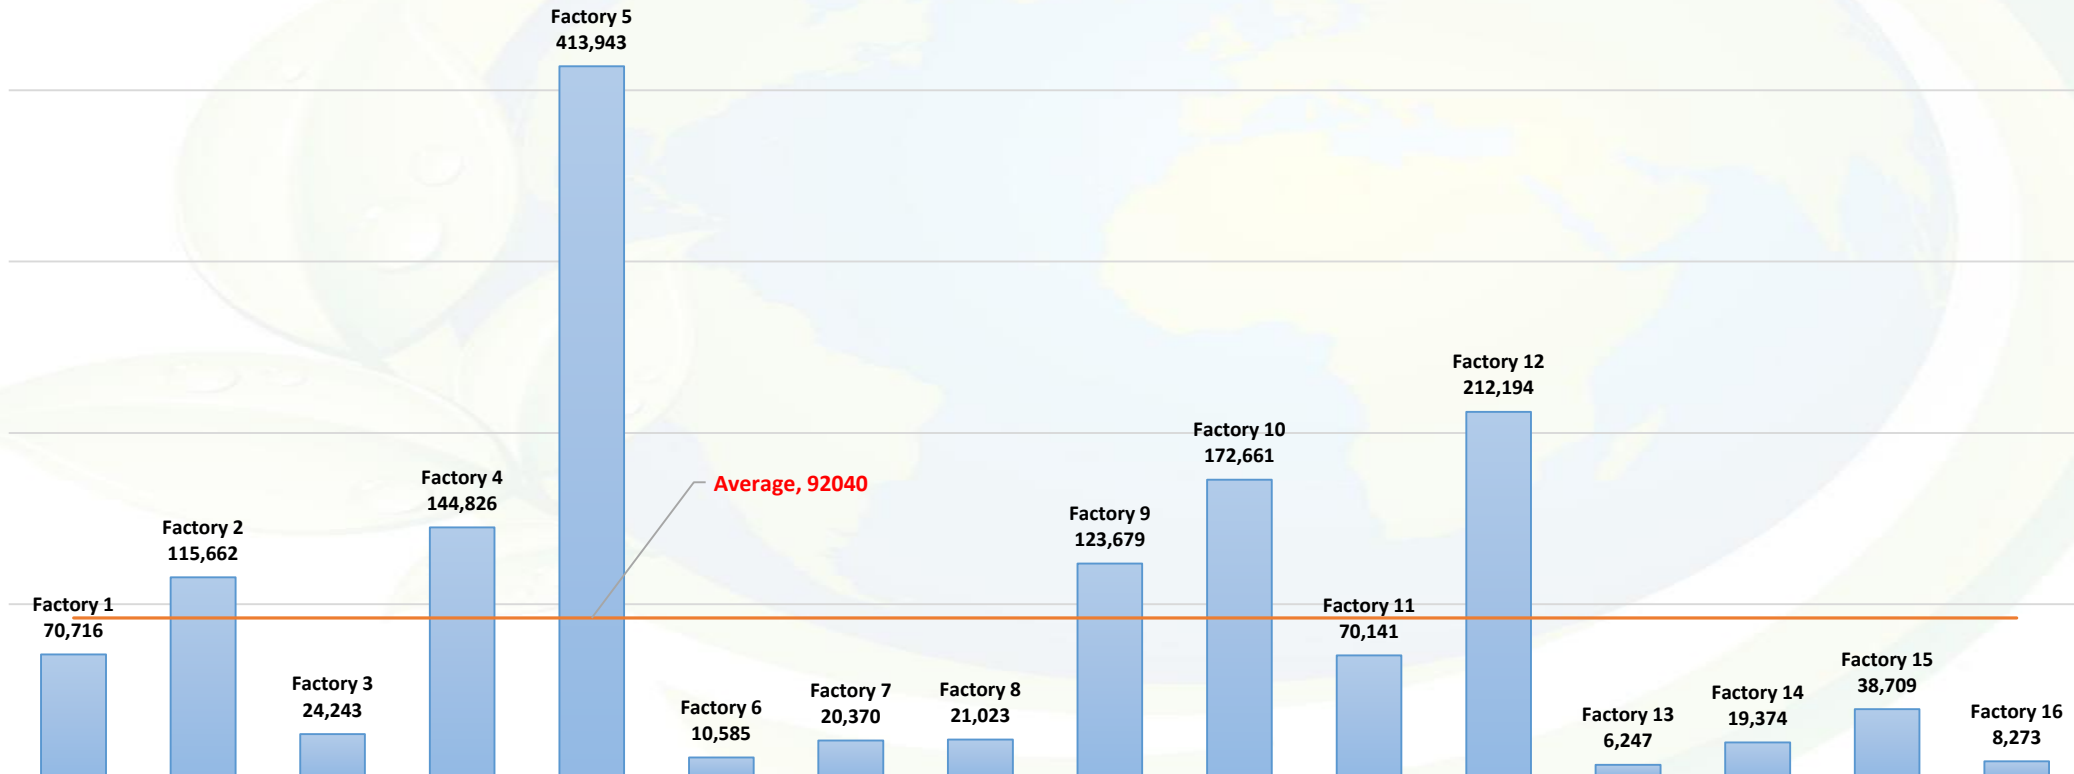 Factory 1
70,716
Factory 2
115,662
Factory 3
24,243
Factory 4
144,826
Factory 5
413,943
Average, 92040
Factory 6
10,585
Factory 7
20,370
Factory 8
21,023
Factory 9
123,679
Factory 10
172,661
Factory 11
70,141
Factory 12
212,194
Factory 13
6,247
Factory 14
19,374
Factory 15
38,709
Factory 16
8,273